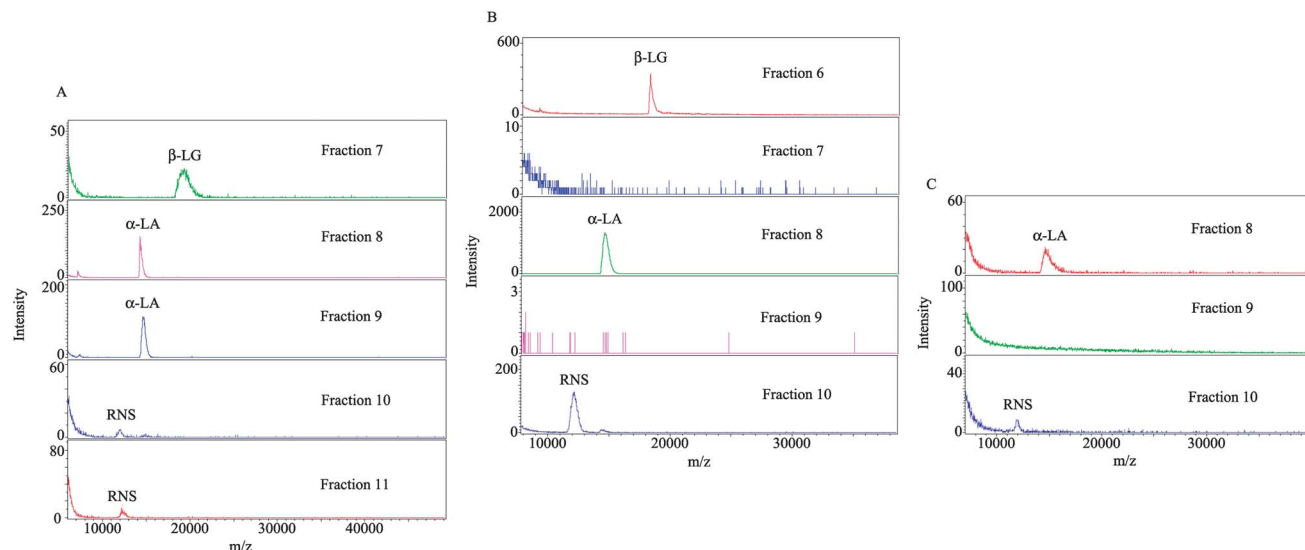 A
Intensity
50
0
β-LG
Fraction 7
250
0
α-LA
Fraction 8
200
0
α-LA
Fraction 9
60
0
RNS
Fraction 10
80
0
RNS
Fraction 11
10000 20000 30000 40000
m/z
B
Intensity
600
0
β-LG
Fraction 6
10
0
Fraction 7
2000
0
α-LA
Fraction 8
3
0
Fraction 9
200
0
RNS
Fraction 10
10000 20000 30000
m/z
C
Intensity
60
0
α-LA
Fraction 8
100
0
Fraction 9
40
0
RNS
Fraction 10
10000 20000 30000
m/z